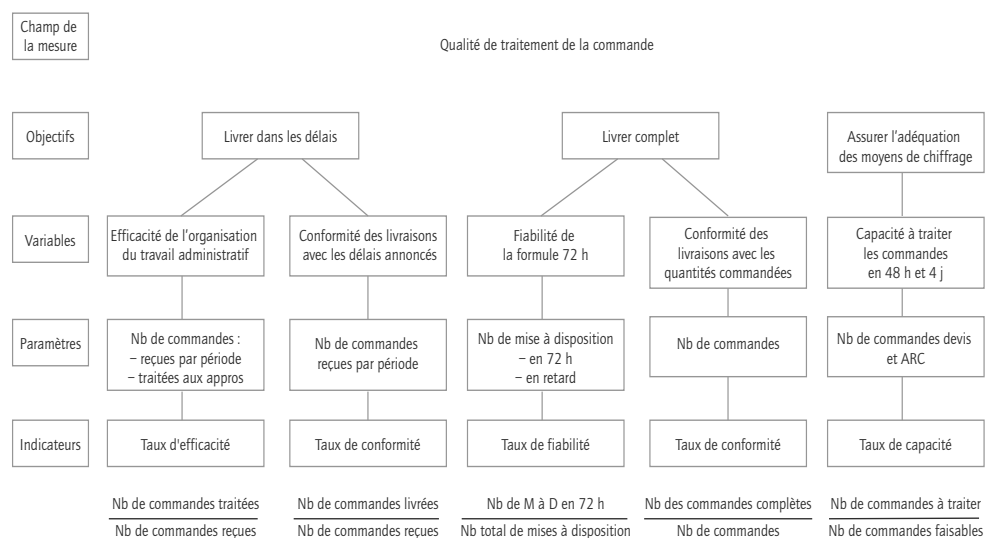 Champ de
la mesure
Qualité de traitement de la commande
Objectifs
Livrer dans les délais
Livrer complet
Assurer l'adéquation
des moyens de chiffrage
Variables
Efficacité de l'organisation
du travail administratif
Conformité des livraisons
avec les délais annoncés
Fiabilité de
la formule 72 h
Conformité des
livraisons avec les
quantités commandées
Capacité à traiter
les commandes
en 48 h et 4 j
Paramètres
Nb de commandes :
– reçues par période
– traitées aux appros
Nb de commandes
reçues par période
Nb de mise à disposition
– en 72 h
– en retard
Nb de commandes
Nb de commandes devis
et ARC
Indicateurs
Taux d'efficacité
Taux de conformité
Taux de fiabilité
Taux de conformité
Taux de capacité
Nb de commandes traitées
Nb de commandes reçues
Nb de commandes livrées
Nb de commandes reçues
Nb de M à D en 72 h
Nb total de mises à disposition
Nb des commandes complètes
Nb de commandes
Nb de commandes à traiter
Nb de commandes faisables